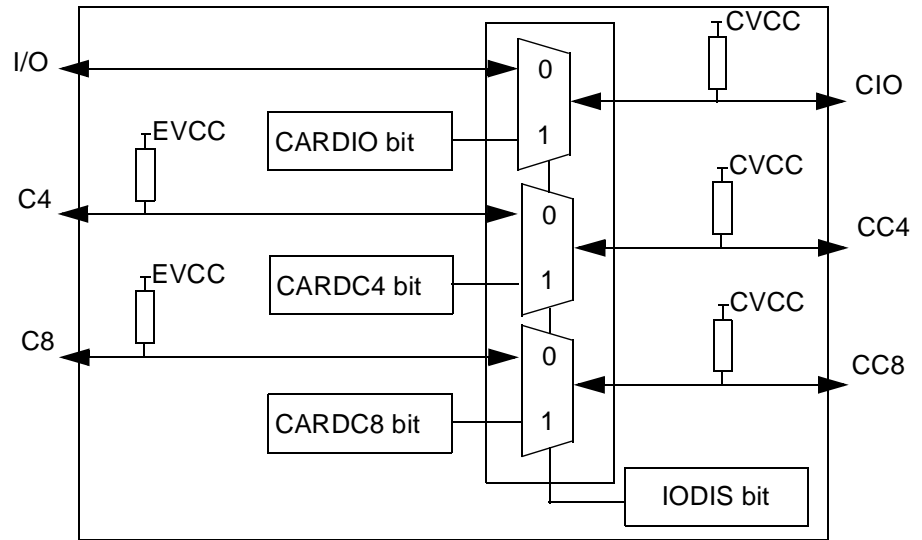 CVCC
I/O
0
CIO
EVCC
CARDIO bit
1
CVCC
C4
0
CC4
EVCC
CARDC4 bit
1
CVCC
C8
0
CC8
CARDC8 bit
1
IODIS bit